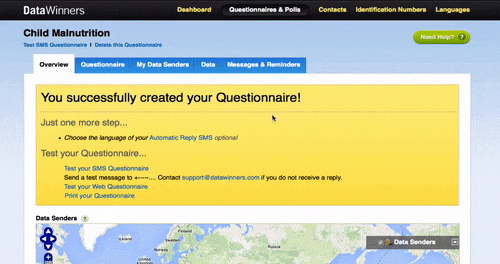 DataWinners
Dashboard
Questionnaires & Polls
Contacts
Identification Numbers
Languages
Child Malnutrition
Test SMS Questionnaire | Delete this Questionnaire
Need Help? ?
Overview
Questionnaire
My Data Senders
Data
Messages & Reminders
You successfully created your Questionnaire!
Just one more step...
• Choose the language of your Automatic Reply SMS optional
Test your Questionnaire...
Test your SMS Questionnaire
Send a test message to +-----.... Contact support@datawinners.com if you do not receive a reply.
Test your Web Questionnaire
Print your Questionnaire
Data Senders ?
Iceland
Sweden
Norway
Russia
Data Senders